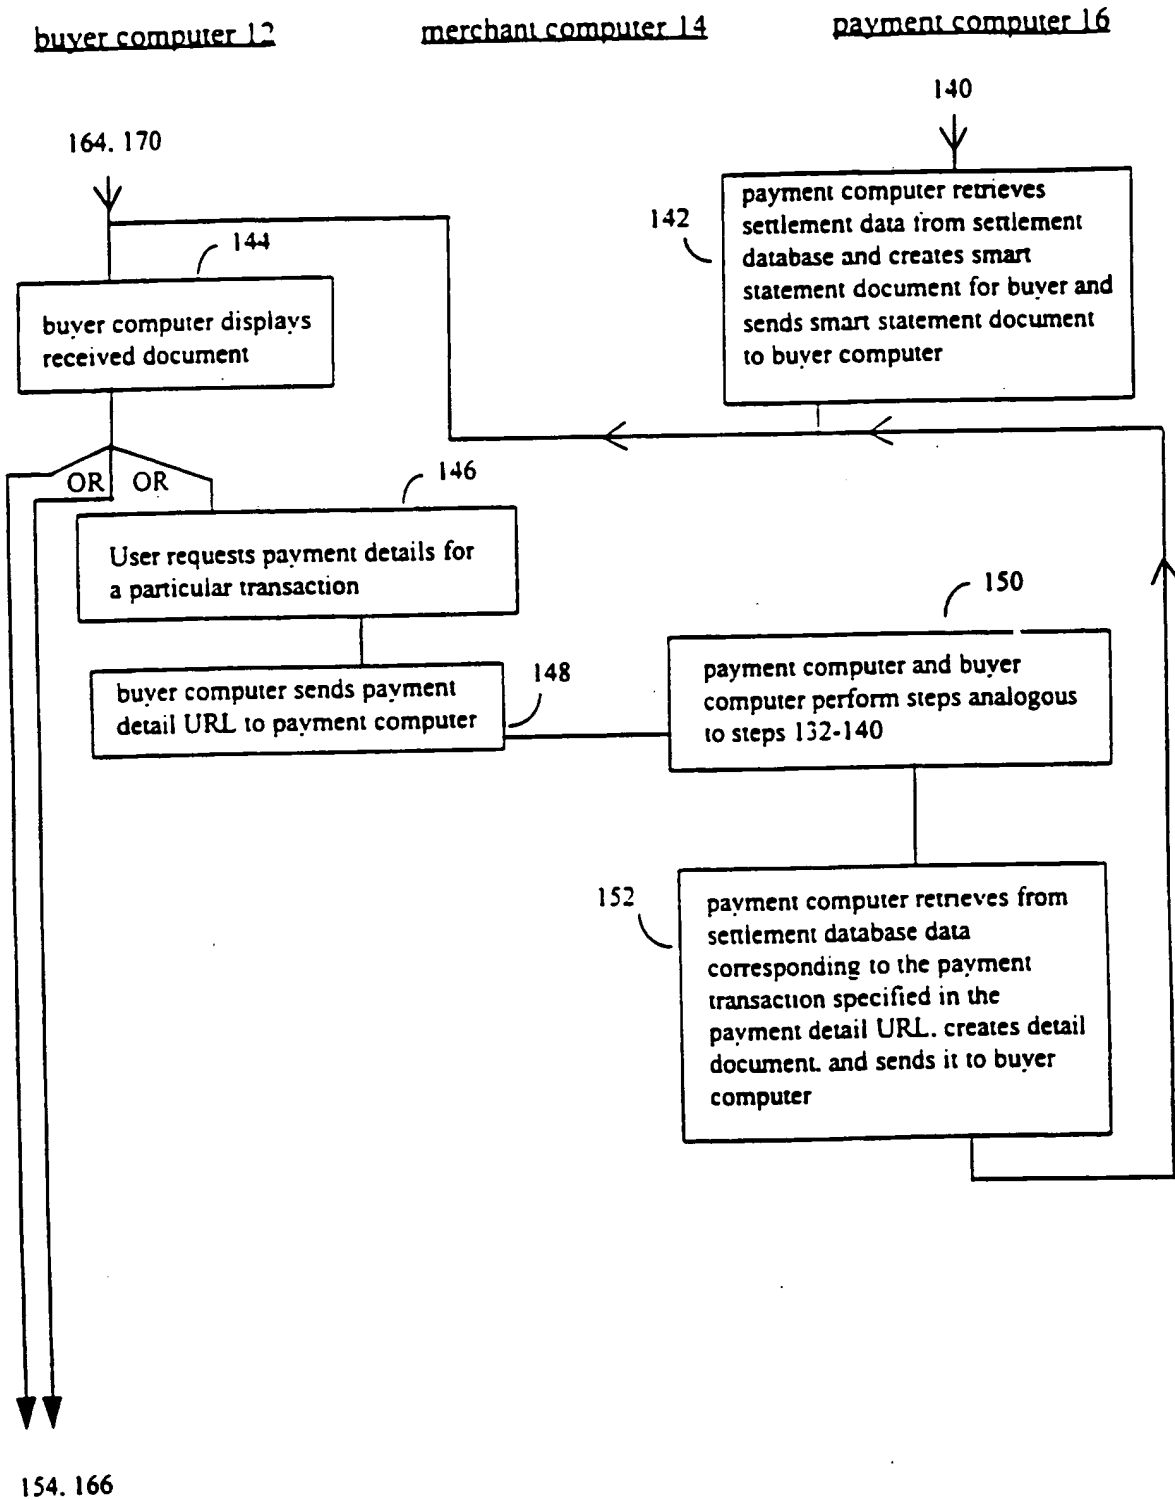 buyer computer 12
merchant computer 14
payment computer 16
140
164. 170
142
payment computer retrieves
settlement data from settlement
database and creates smart
statement document for buyer and
sends smart statement document
to buyer computer
144
buyer computer displays
received document
OR
OR
146
User requests payment details for
a particular transaction
148
buyer computer sends payment
detail URL to payment computer
150
payment computer and buyer
computer perform steps analogous
to steps 132-140
152
payment computer retrieves from
settlement database data
corresponding to the payment
transaction specified in the
payment detail URL. creates detail
document. and sends it to buyer
computer
154. 166